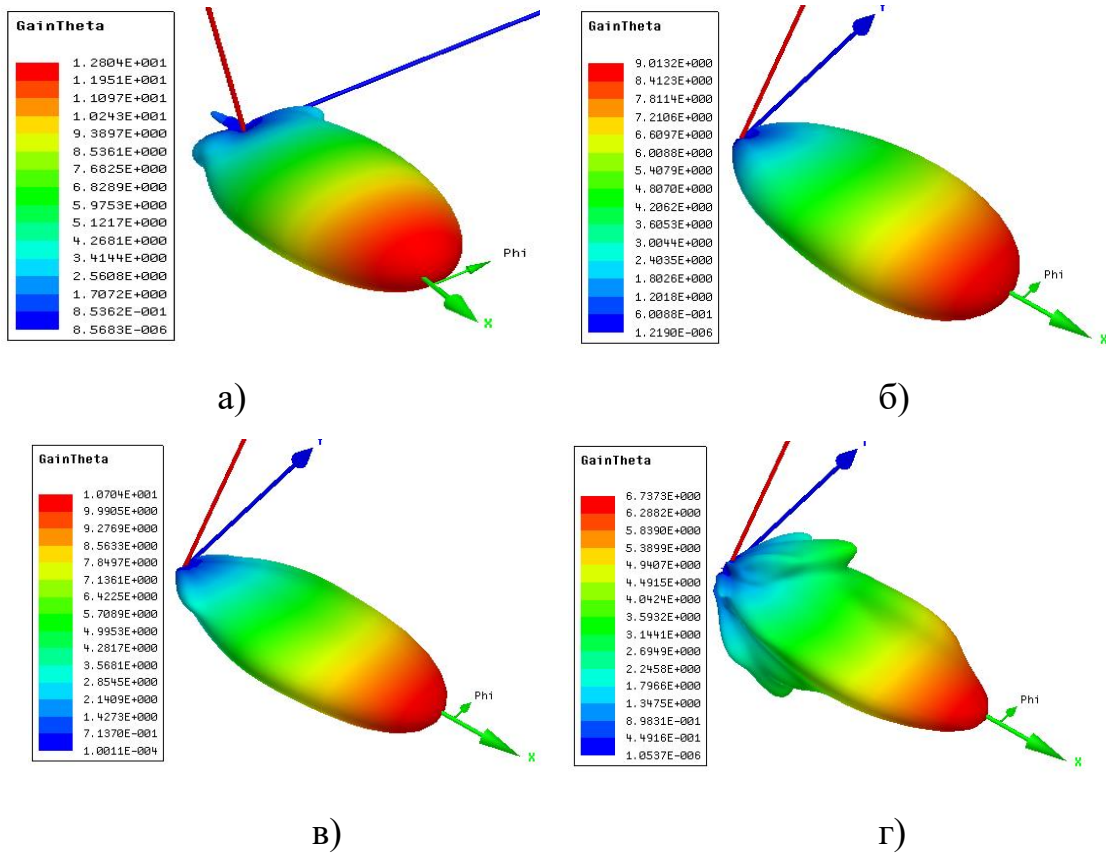 GainTheta
1.2804E+001
1.1951E+001
1.1097E+001
1.0243E+001
9.3897E+000
8.5361E+000
7.6825E+000
6.8289E+000
5.9753E+000
5.1217E+000
4.2681E+000
3.4144E+000
2.5608E+000
1.7072E+000
8.5362E-001
8.5683E-006
Phi
X
а)
GainTheta
9.0132E+000
8.4123E+000
7.8114E+000
7.2106E+000
6.6097E+000
6.0088E+000
5.4079E+000
4.8070E+000
4.2062E+000
3.6053E+000
3.0044E+000
2.4035E+000
1.8026E+000
1.2018E+000
6.0088E-001
1.2190E-006
Phi
X
б)
GainTheta
1.0704E+001
9.9905E+000
9.2769E+000
8.5633E+000
7.8497E+000
7.1361E+000
6.4225E+000
5.7089E+000
4.9953E+000
4.2817E+000
3.5681E+000
2.8545E+000
2.1409E+000
1.4273E+000
7.1370E-001
1.0011E-004
Phi
X
в)
GainTheta
6.7373E+000
6.2882E+000
5.8390E+000
5.3899E+000
4.9407E+000
4.4915E+000
4.0424E+000
3.5932E+000
3.1441E+000
2.6949E+000
2.2458E+000
1.7966E+000
1.3475E+000
8.9831E-001
4.4916E-001
1.0537E-006
Phi
X
г)